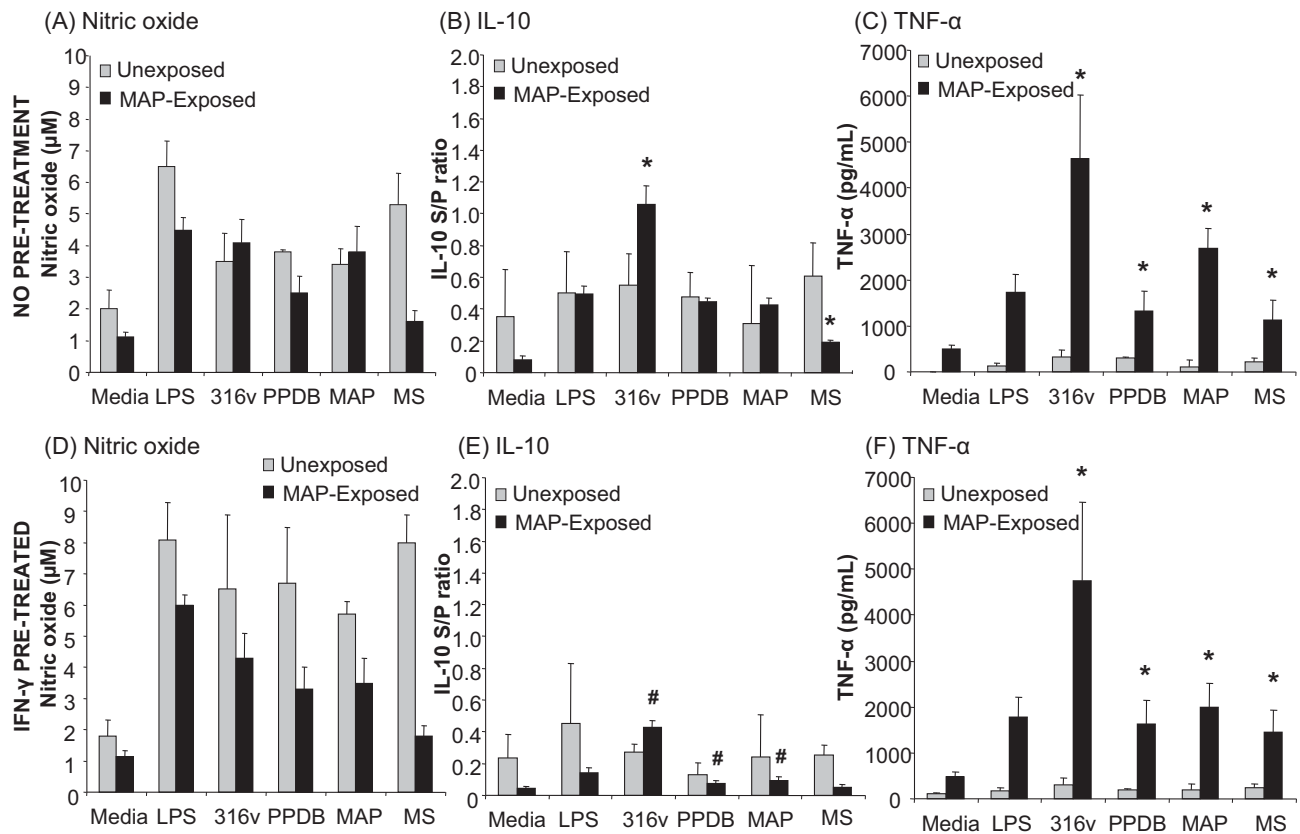 (A) Nitric oxide
(B) IL-10
(C) TNF-α
NO PRE-TREATMENT
Nitric oxide (µM)
10
9
8
7
6
5
4
3
2
1
0
Unexposed
MAP-Exposed
Media LPS 316v PPDB MAP MS
IL-10 S/P ratio
2.0
1.8
1.6
1.4
1.2
1.0
0.8
0.6
0.4
0.2
0
Unexposed
MAP-Exposed
*
*
Media LPS 316v PPDB MAP MS
TNF-α (pg/mL)
7000
6000
5000
4000
3000
2000
1000
0
Unexposed
MAP-Exposed
*
*
*
*
Media LPS 316v PPDB MAP MS
(D) Nitric oxide
(E) IL-10
(F) TNF-α
IFN-γ PRE-TREATED
Nitric oxide (µM)
10
9
8
7
6
5
4
3
2
1
0
Unexposed
MAP-Exposed
Media LPS 316v PPDB MAP MS
IL-10 S/P ratio
2.0
1.8
1.6
1.4
1.2
1.0
0.8
0.6
0.4
0.2
0
Unexposed
MAP-Exposed
#
#
#
Media LPS 316v PPDB MAP MS
TNF-α (pg/mL)
7000
6000
5000
4000
3000
2000
1000
0
Unexposed
MAP-Exposed
*
*
*
*
Media LPS 316v PPDB MAP MS